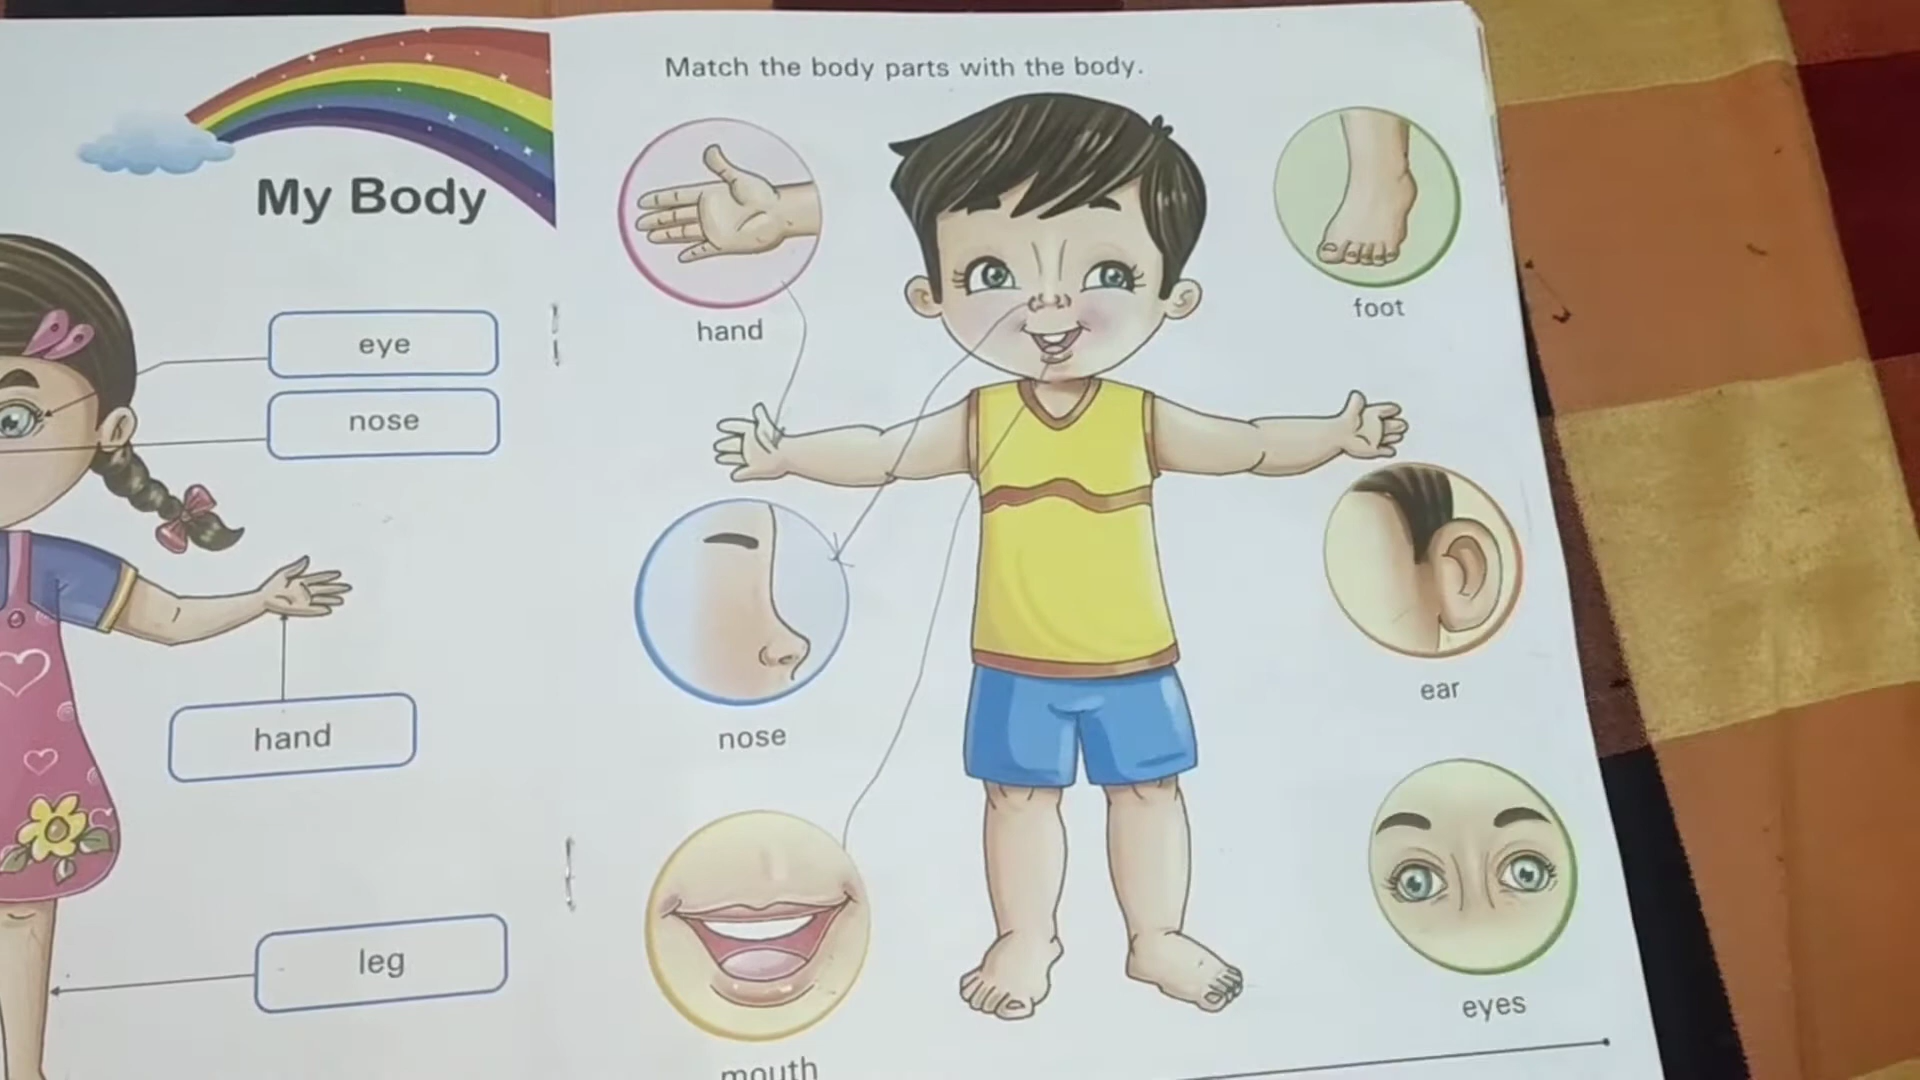 My Body
eye
nose
hand
leg
Match the body parts with the body.
hand
foot
nose
ear
mouth
eyes